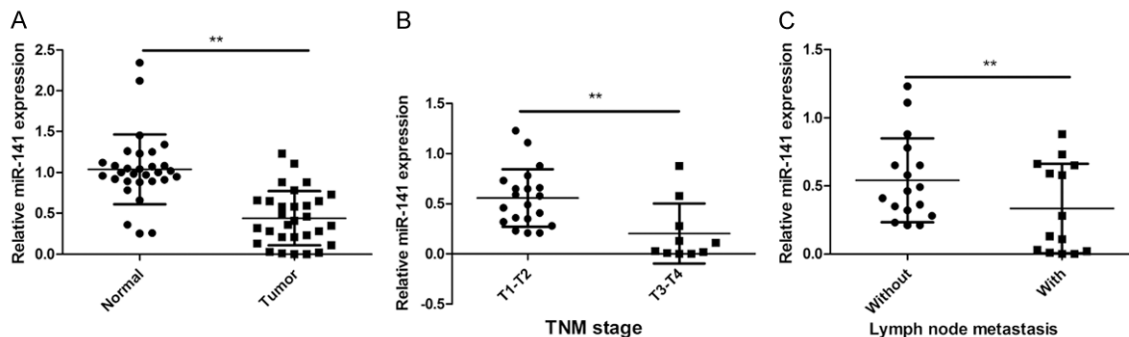 A
Relative miR-141 expression
2.5
2.0
1.5
1.0
0.5
0.0
**
Normal
Tumor
B
Relative miR-141 expression
1.5
1.0
0.5
0.0
-0.5
**
T1-T2
T3-T4
TNM stage
C
Relative miR-141 expression
1.5
1.0
0.5
0.0
**
Without
With
Lymph node metastasis